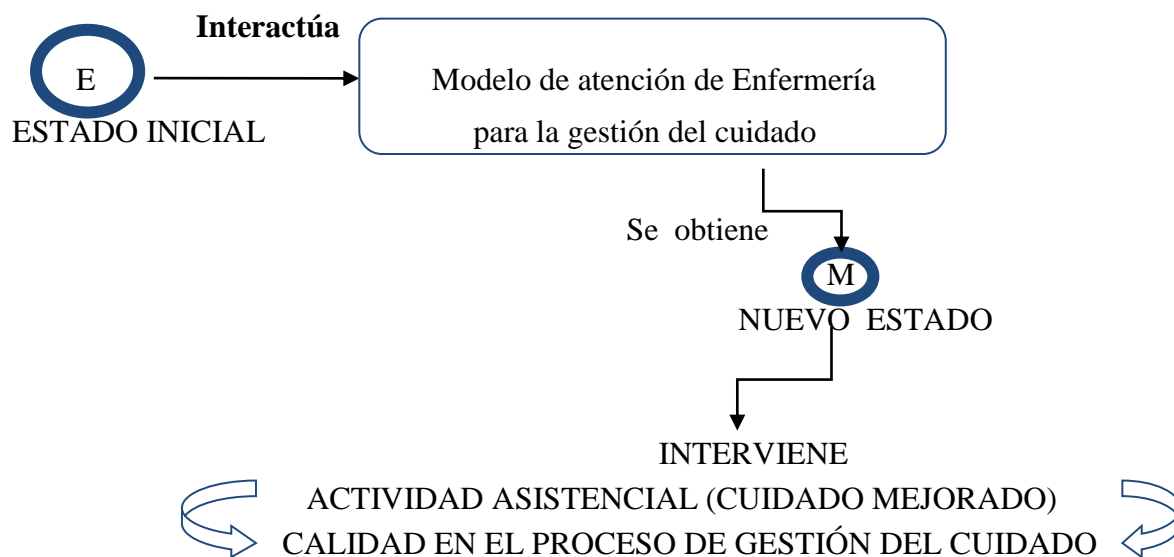 Interactúa
E
ESTADO INICIAL
Modelo de atención de Enfermería
para la gestión del cuidado
Se obtiene
M
NUEVO ESTADO
INTERVIENE
ACTIVIDAD ASISTENCIAL (CUIDADO MEJORADO)
CALIDAD EN EL PROCESO DE GESTIÓN DEL CUIDADO